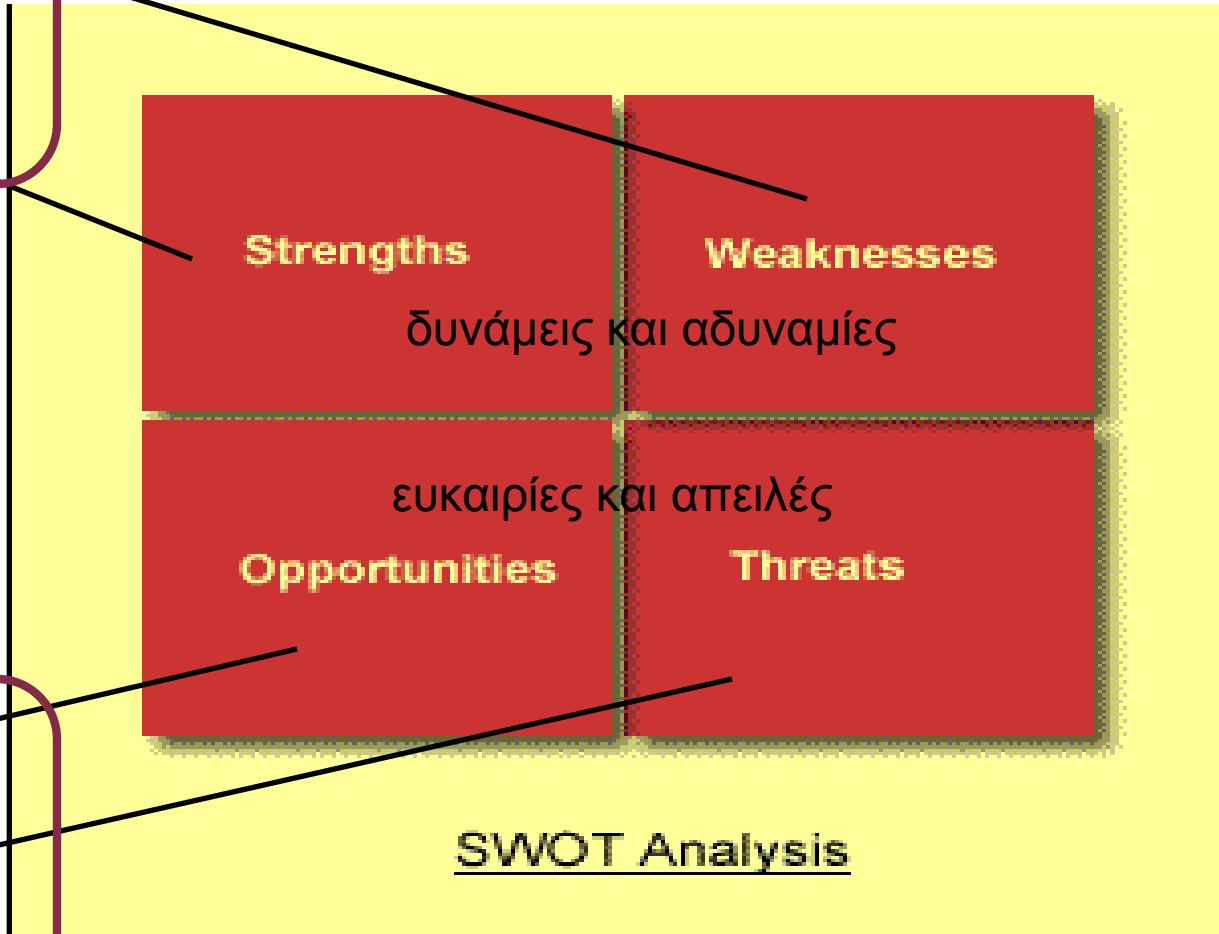 Strengths
Weaknesses
δυνάμεις και αδυναμίες
ευκαιρίες και απειλές
Opportunities
Threats
SWOT Analysis